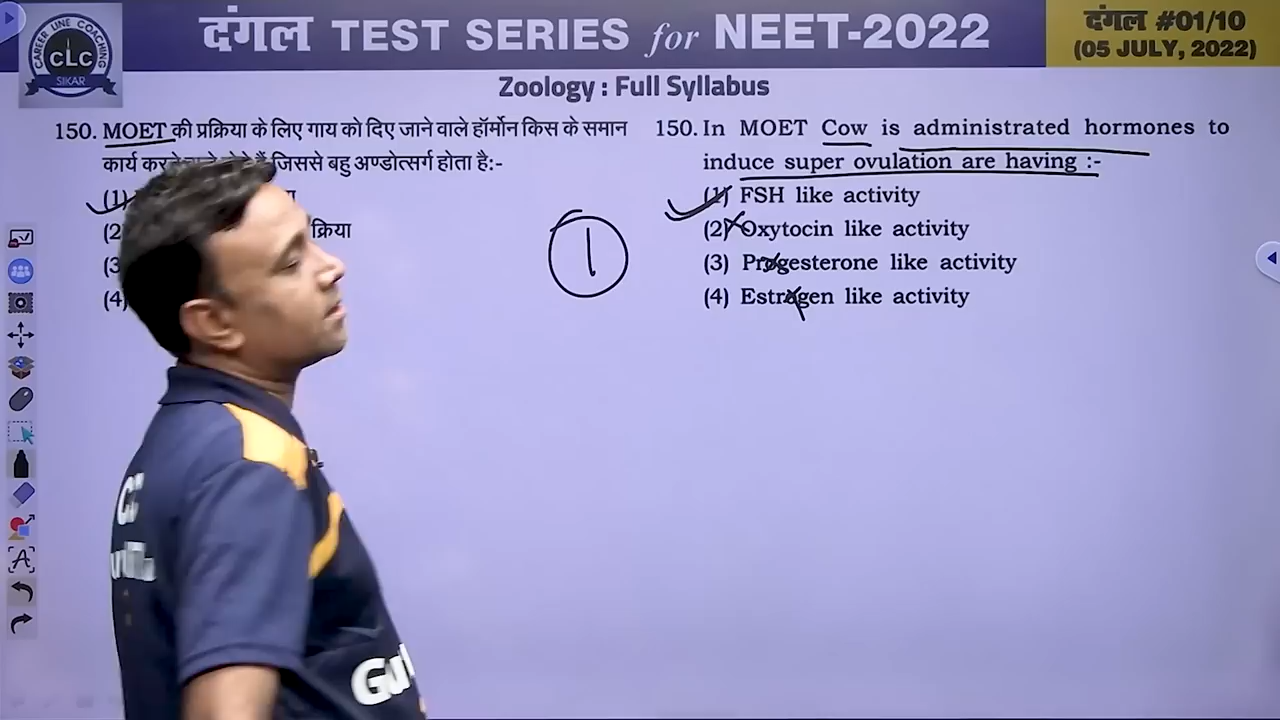 दंगल TEST SERIES for NEET-2022
दंगल #01/10
(05 JULY, 2022)
CAREER LINE COACHING
CLC
SIKAR
Zoology : Full Syllabus
150. MOET की प्रक्रिया के लिए गाय को दिए जाने वाले हॉर्मोन किस के समान
कार्य करने जिससे बहु अण्डोत्सर्ग होता है:-
(1)
(2 क्रिया
(3
(4)
1
150. In MOET Cow is administrated hormones to
induce super ovulation are having :-
(1) FSH like activity
(2) Oxytocin like activity
(3) Progesterone like activity
(4) Estrogen like activity